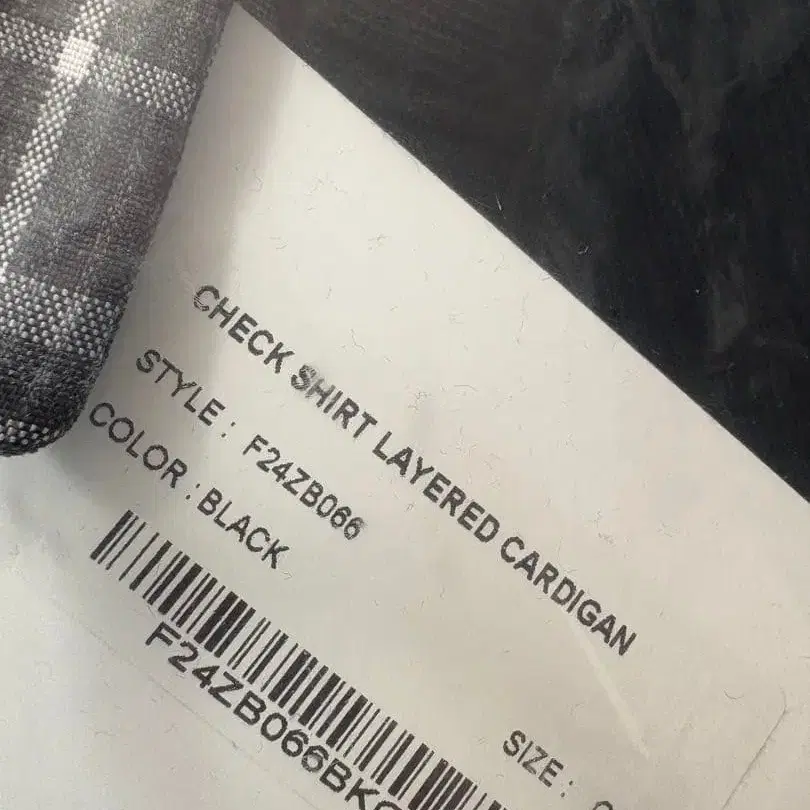 CHECK SHIRT LAYERED CARDIGAN
STYLE : F24ZB066
COLOR : BLACK
F24ZB066BK
SIZE :